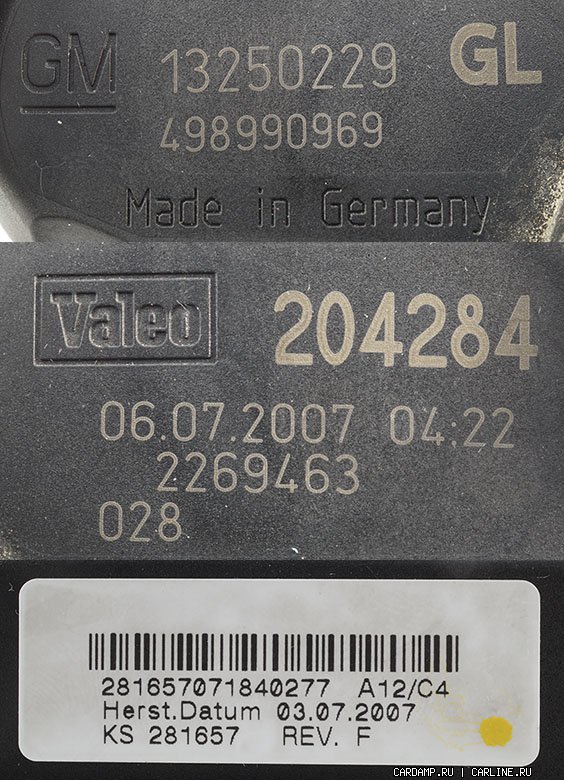 GM 13250229 GL
498990969
Made in Germany
Valeo 204284
06.07.2007 04:22
2269463
028
281657071840277 A12/C4
Herst.Datum 03.07.2007
KS 281657 REV. F
CARDAMP.RU | CARLINE.RU